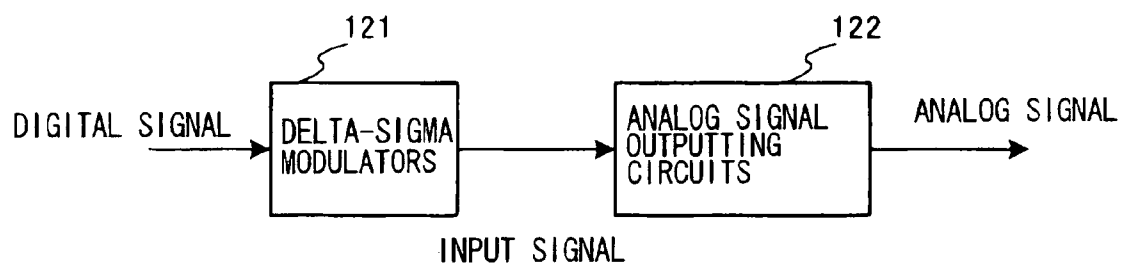 121
122
DIGITAL SIGNAL
DELTA-SIGMA
MODULATORS
ANALOG SIGNAL
OUTPUTTING
CIRCUITS
ANALOG SIGNAL
INPUT SIGNAL